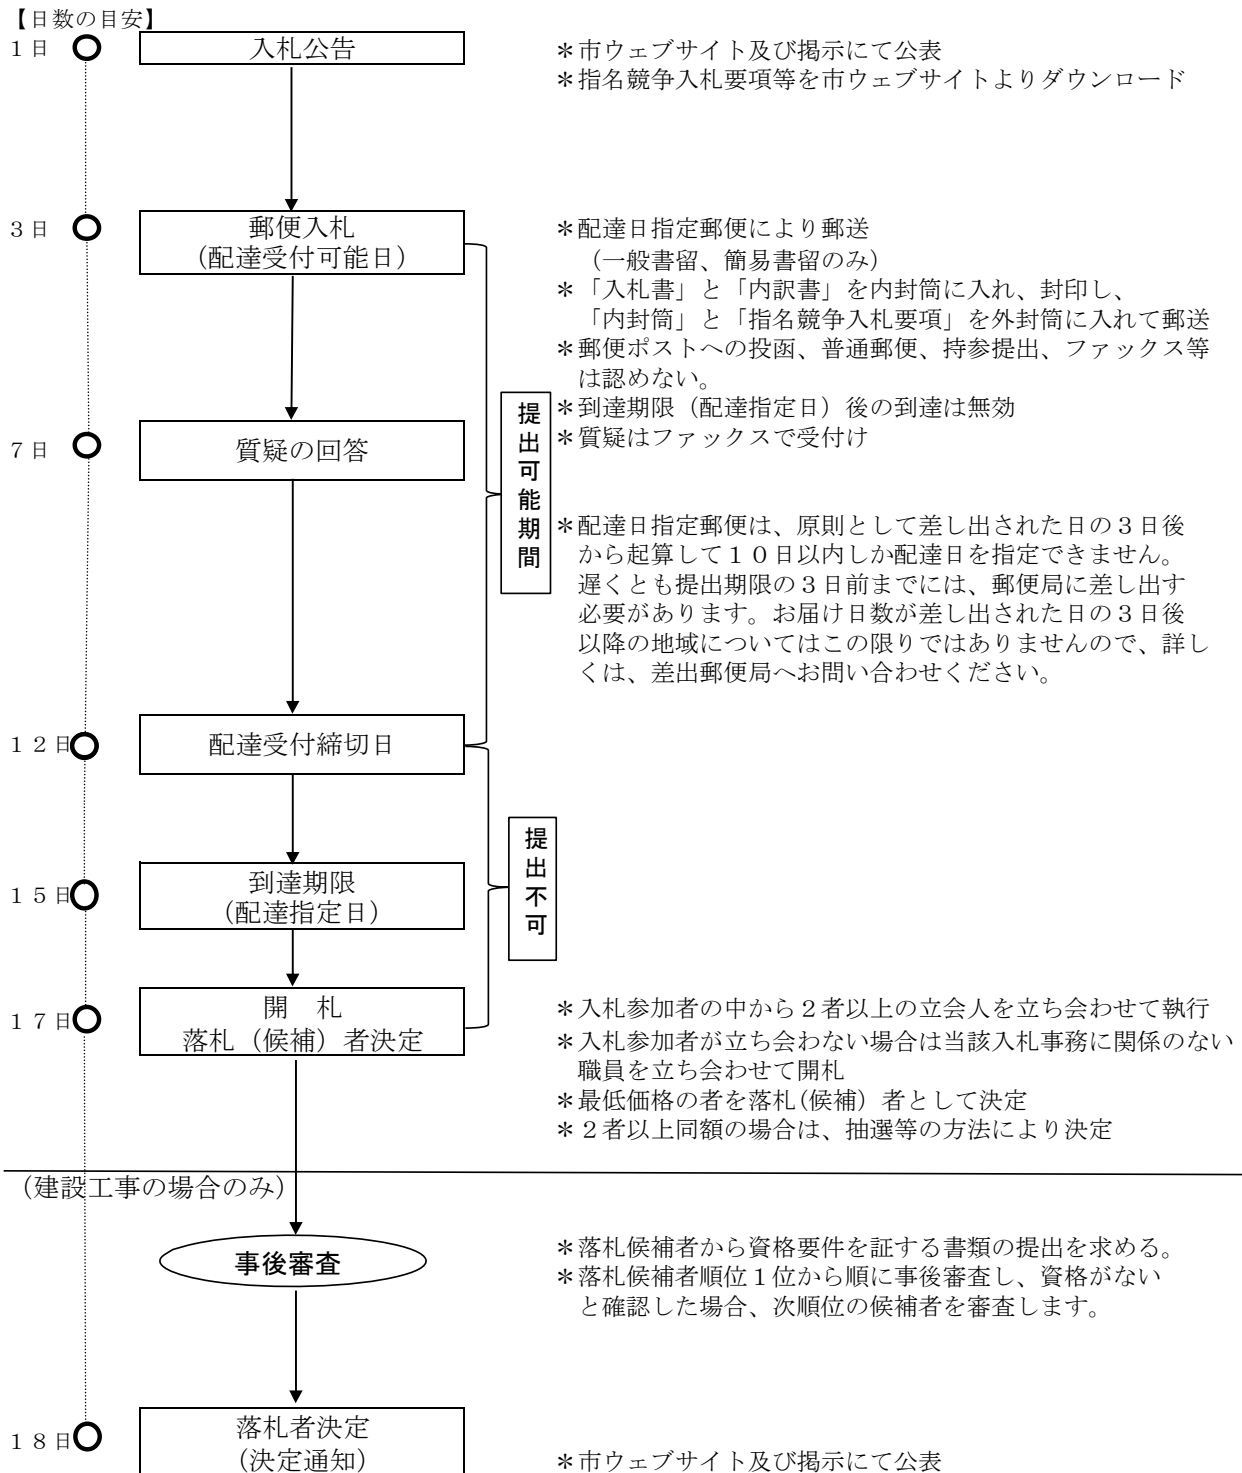 【日数の目安】
１日
入札公告
＊市ウェブサイト及び掲示にて公表
＊指名競争入札要項等を市ウェブサイトよりダウンロード
３日
郵便入札
（配達受付可能日）
＊配達日指定郵便により郵送
（一般書留、簡易書留のみ）
＊「入札書」と「内訳書」を内封筒に入れ、封印し、
「内封筒」と「指名競争入札要項」を外封筒に入れて郵送
＊郵便ポストへの投函、普通郵便、持参提出、ファックス等
は認めない。
＊到達期限（配達指定日）後の到達は無効
＊質疑はファックスで受付け
７日
質疑の回答
提出可能期間
＊配達日指定郵便は、原則として差し出された日の３日後
から起算して１０日以内しか配達日を指定できません。
遅くとも提出期限の３日前までには、郵便局に差し出す
必要があります。お届け日数が差し出された日の３日後
以降の地域についてはこの限りではありませんので、詳し
くは、差出郵便局へお問い合わせください。
１２日
配達受付締切日
提出不可
１５日
到達期限
（配達指定日）
１７日
開　札
落札（候補）者決定
＊入札参加者の中から２者以上の立会人を立ち会わせて執行
＊入札参加者が立ち会わない場合は当該入札事務に関係のない
職員を立ち会わせて開札
＊最低価格の者を落札(候補）者として決定
＊２者以上同額の場合は、抽選等の方法により決定
（建設工事の場合のみ）
事後審査
＊落札候補者から資格要件を証する書類の提出を求める。
＊落札候補者順位１位から順に事後審査し、資格がない
と確認した場合、次順位の候補者を審査します。
１８日
落札者決定
（決定通知）
＊市ウェブサイト及び掲示にて公表